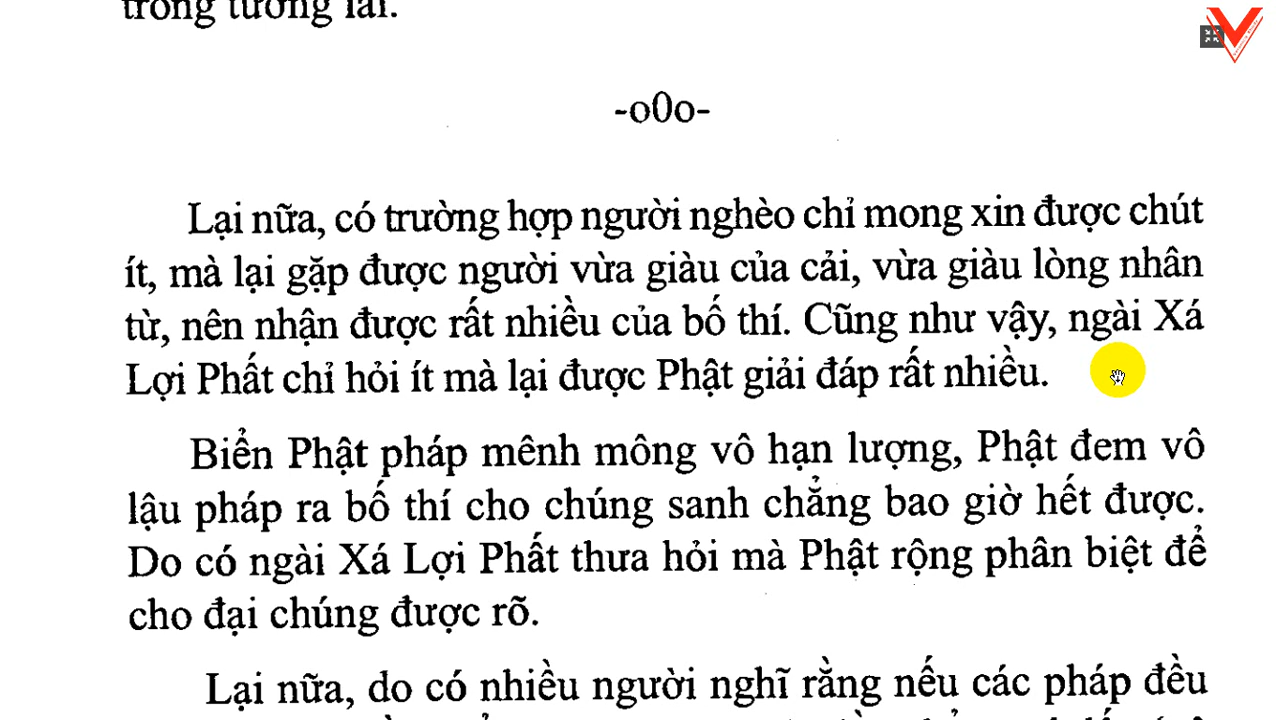 trong tương lai.
-o0o-
Lại nữa, có trường hợp người nghèo chỉ mong xin được chút
ít, mà lại gặp được người vừa giàu của cải, vừa giàu lòng nhân
từ, nên nhận được rất nhiều của bố thí. Cũng như vậy, ngài Xá
Lợi Phất chỉ hỏi ít mà lại được Phật giải đáp rất nhiều.
Biển Phật pháp mênh mông vô hạn lượng, Phật đem vô
lậu pháp ra bố thí cho chúng sanh chẳng bao giờ hết được.
Do có ngài Xá Lợi Phất thưa hỏi mà Phật rộng phân biệt để
cho đại chúng được rõ.
Lại nữa, do có nhiều người nghĩ rằng nếu các pháp đều